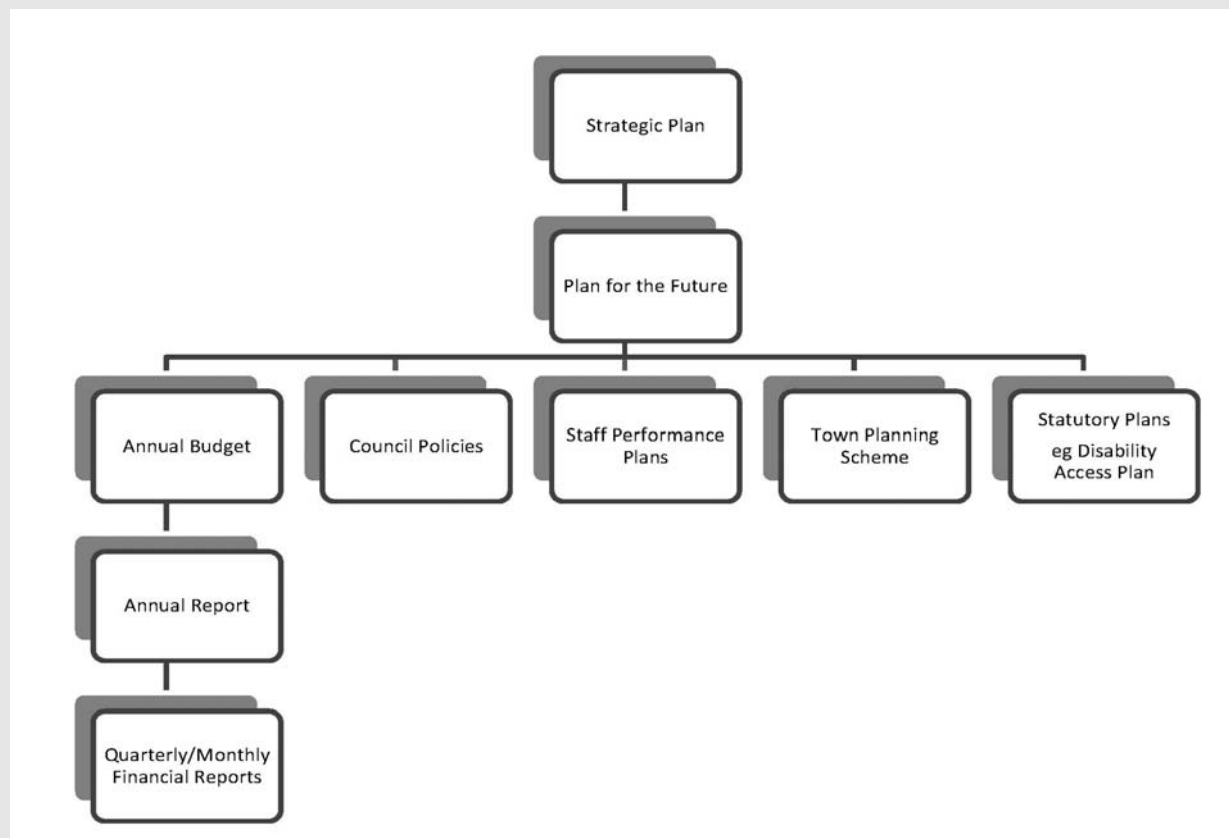 Strategic Plan
Plan for the Future
Annual Budget
Council Policies
Staff Performance
Plans
Town Planning
Scheme
Statutory Plans
eg Disability
Access Plan
Annual Report
Quarterly/Monthly
Financial Reports